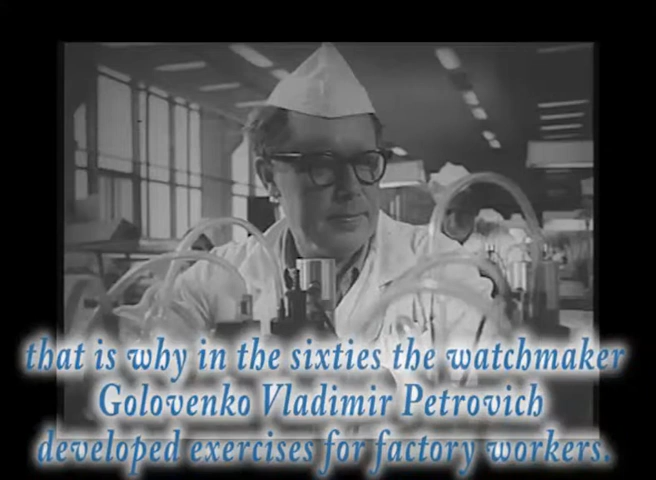 that is why in the sixties the watchmaker
Golovenko Vladimir Petrovich
developed exercises for factory workers.